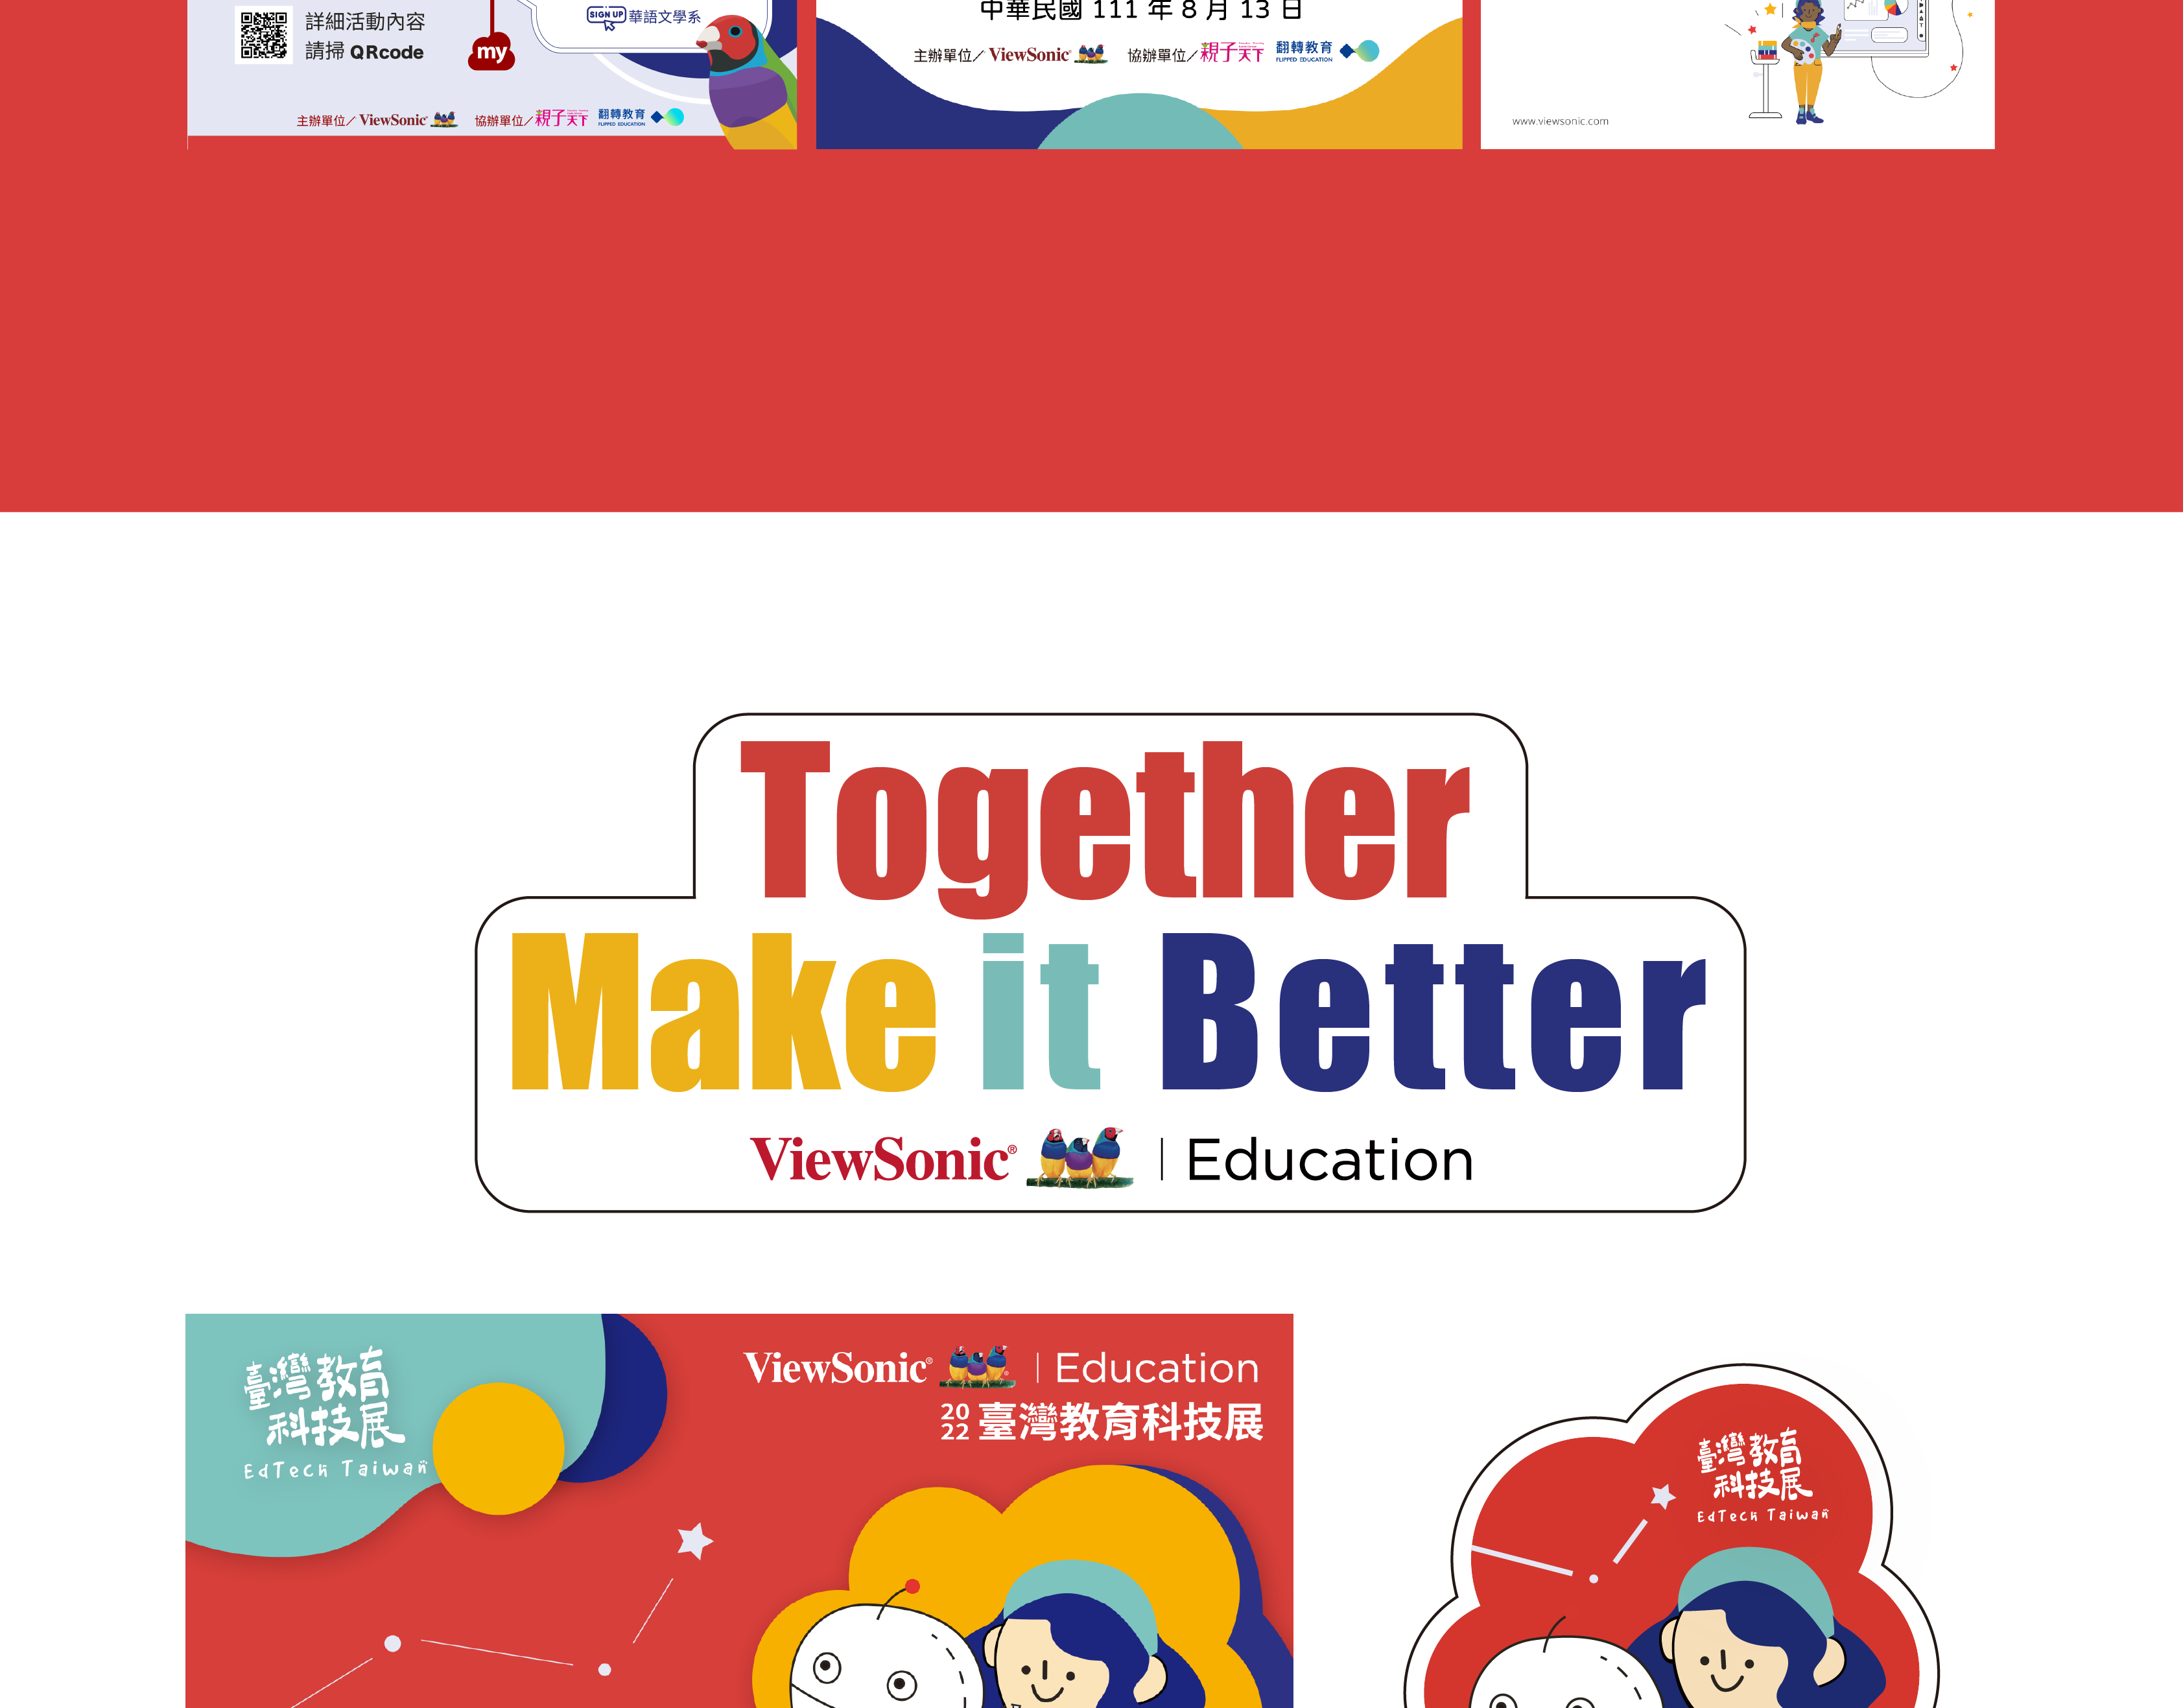 詳細活動內容
請掃 QRcode
my
SIGN UP 華語文學系
主辦單位/ ViewSonic 協辦單位/親子天下 翻轉教育
FLIPPED EDUCATION
中華民國 111 年 8 月 13 日
主辦單位/ ViewSonic 協辦單位/親子天下 翻轉教育
FLIPPED EDUCATION
www.viewsonic.com
Together
Make it Better
ViewSonic® | Education
臺灣教育
科技展
EdTech Taiwan
ViewSonic® | Education
2022 臺灣教育科技展
臺灣教育
科技展
EdTech Taiwan